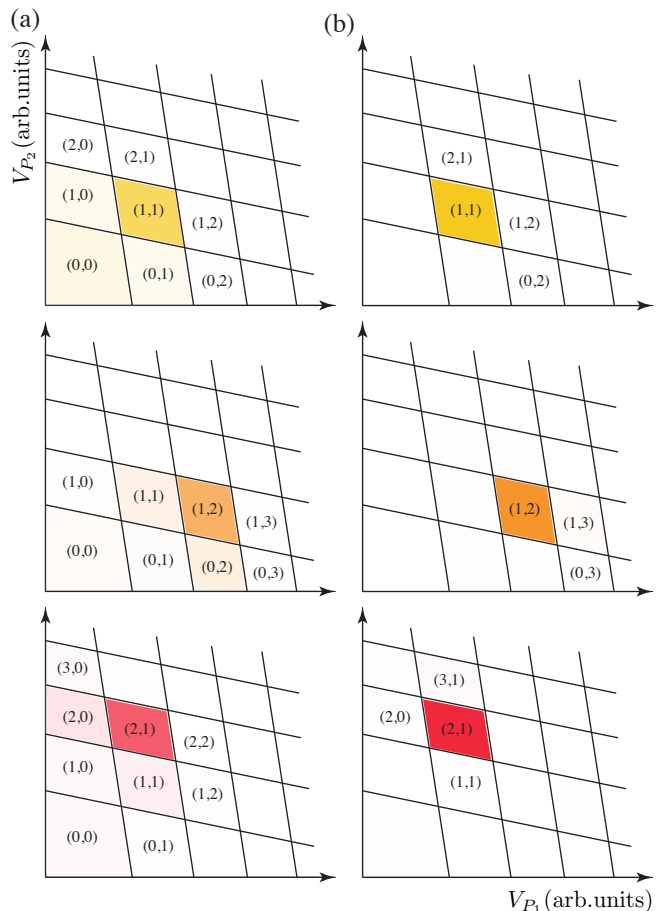 (a)
(b)
V_{P_2} (arb.units)
(2,0) (2,1)
(1,0) (1,1) (1,2)
(0,0) (0,1) (0,2)
(2,1)
(1,1) (1,2)
(0,2)
(1,0) (1,1) (1,2) (1,3)
(0,0) (0,1) (0,2) (0,3)
(1,2) (1,3)
(0,3)
(3,0)
(2,0) (2,1) (2,2)
(1,0) (1,1) (1,2)
(0,0) (0,1)
(3,1)
(2,0) (2,1)
(1,1)
V_{P_1} (arb.units)